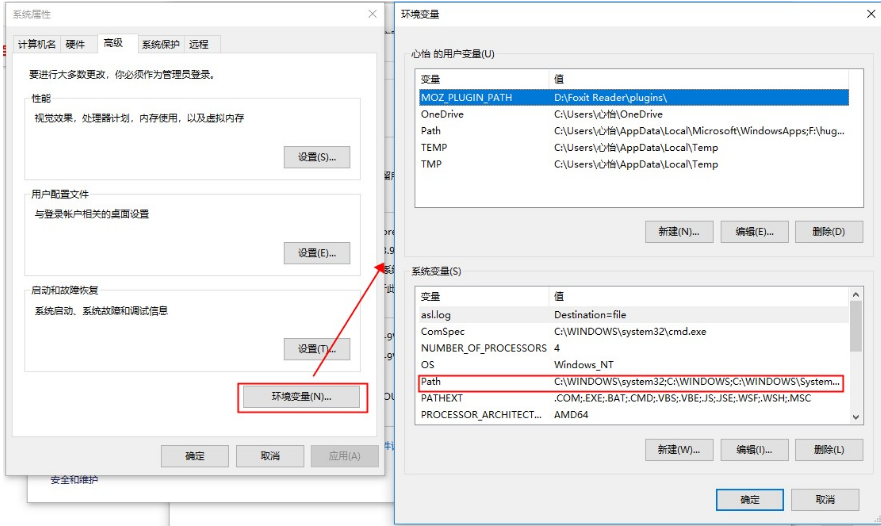 系统属性
计算机名 硬件 高级 系统保护 远程
要进行大多数更改，你必须作为管理员登录。
性能
视觉效果，处理器计划，内存使用，以及虚拟内存
设置(S)...
用户配置文件
与登录帐户相关的桌面设置
设置(E)...
启动和故障恢复
系统启动、系统故障和调试信息
设置(T)...
环境变量(N)...
确定 取消 应用(A)
安全和维护
环境变量
心怡 的用户变量(U)
变量 值
MOZ_PLUGIN_PATH D:\Foxit Reader\plugins\
OneDrive C:\Users\心怡\OneDrive
Path C:\Users\心怡\AppData\Local\Microsoft\WindowsApps;F:\hug...
TEMP C:\Users\心怡\AppData\Local\Temp
TMP C:\Users\心怡\AppData\Local\Temp
新建(N)... 编辑(E)... 删除(D)
系统变量(S)
变量 值
asl.log Destination=file
ComSpec C:\WINDOWS\system32\cmd.exe
NUMBER_OF_PROCESSORS 4
OS Windows_NT
Path C:\WINDOWS\system32;C:\WINDOWS;C:\WINDOWS\System...
PATHEXT .COM;.EXE;.BAT;.CMD;.VBS;.VBE;.JS;.JSE;.WSF;.WSH;.MSC
PROCESSOR_ARCHITECT... AMD64
新建(W)... 编辑(I)... 删除(L)
确定 取消